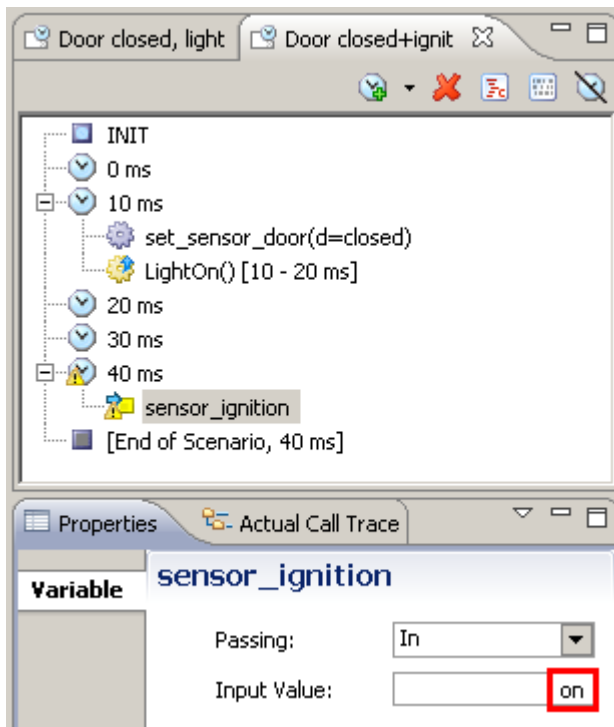 Door closed, light Door closed+ignit
INIT
0 ms
10 ms
set_sensor_door(d=closed)
LightOn() [10 - 20 ms]
20 ms
30 ms
40 ms
sensor_ignition
[End of Scenario, 40 ms]
Properties Actual Call Trace
Variable sensor_ignition
Passing: In
Input Value: on